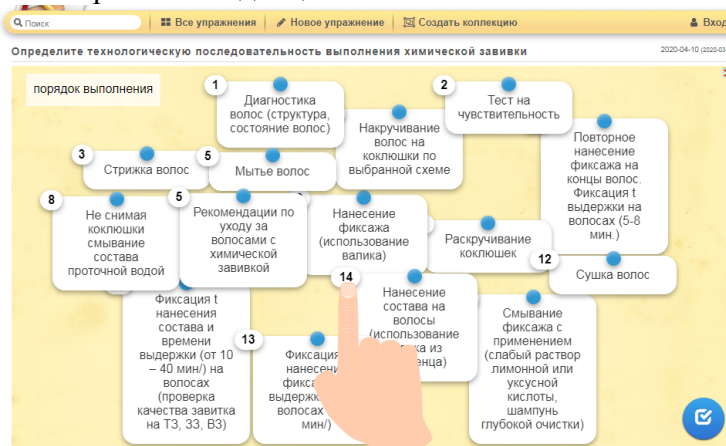 Поиск
Все упражнения
Новое упражнение
Создать коллекцию
Вход
Определите технологическую последовательность выполнения химической завивки
2020-04-10
порядок выполнения
1
Диагностика
волос (структура,
состояние волос)
2
Тест на
чувствительность
Накручивание
волос на
коклюшки по
выбранной схеме
Повторное
нанесение
фиксажа на
концы волос.
Фиксация t
выдержки на
волосах (5-8
мин.)
3
Стрижка волос
5
Мытье волос
8
Не снимая
коклюшки
смывание
состава
проточной водой
5
Рекомендации по
уходу за
волосами с
химической
завивкой
Нанесение
фиксажа
(использование
валика)
Раскручивание
коклюшек
12
Сушка волос
14
Нанесение
состава на
волосы
(использование
из
Фиксация t
нанесения
состава и
времени
выдержки (от 10
– 40 мин/) на
волосах
(проверка
качества завитка
на ТЗ, ЗЗ, ВЗ)
13
Фиксация
волосах
мин/)
Смывание
фиксажа с
применением
(слабый раствор
лимонной или
уксусной
кислоты,
шампунь
глубокой очистки)